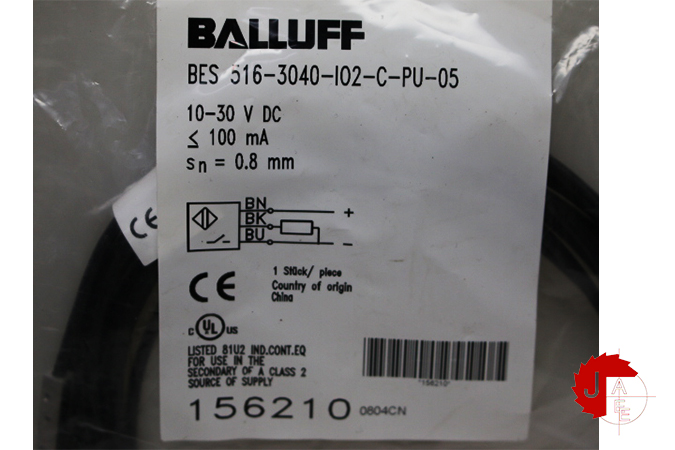 BALLUFF
BES 516-3040-I02-C-PU-05
10-30 V DC
≤ 100 mA
sn = 0.8 mm
BN
+
BK
BU
−
CE
1 Stück/ piece
Country of origin
China
CE
c UL us
LISTED 81U2 IND.CONT.EQ
FOR USE IN THE
SECONDARY OF A CLASS 2
SOURCE OF SUPPLY
*156210*
156210 0804CN
J